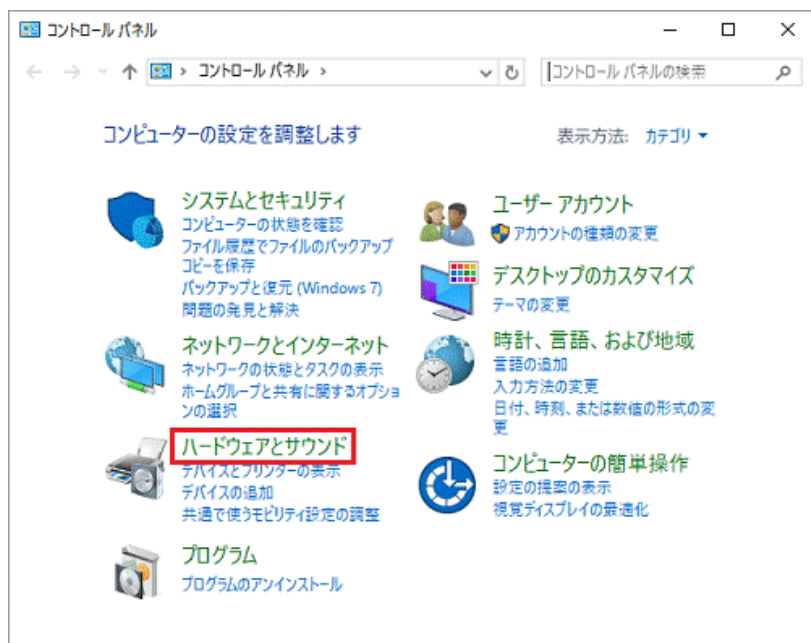 コントロール パネル
コントロール パネル
コントロール パネルの検索
コンピューターの設定を調整します
表示方法: カテゴリ
システムとセキュリティ
コンピューターの状態を確認
ファイル履歴でファイルのバックアップ
コピーを保存
バックアップと復元 (Windows 7)
問題の発見と解決
ネットワークとインターネット
ネットワークの状態とタスクの表示
ホームグループと共有に関するオプショ
ンの選択
ハードウェアとサウンド
デバイスとプリンターの表示
デバイスの追加
共通で使うモビリティ設定の調整
プログラム
プログラムのアンインストール
ユーザー アカウント
アカウントの種類の変更
デスクトップのカスタマイズ
テーマの変更
時計、言語、および地域
言語の追加
入力方法の変更
日付、時刻、または数値の形式の変
更
コンピューターの簡単操作
設定の提案の表示
視覚ディスプレイの最適化